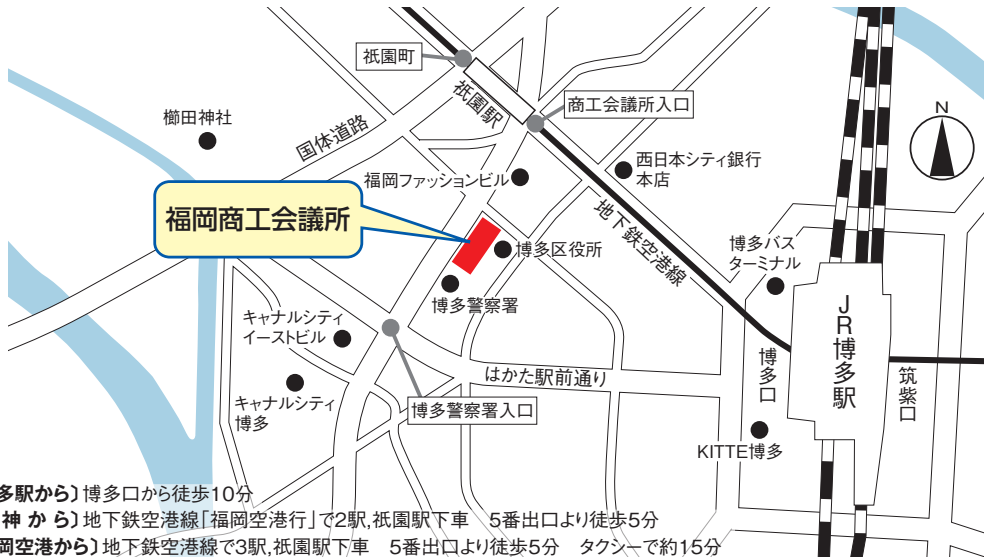 祇園町
祇園駅
商工会議所入口
N
櫛田神社
国体道路
西日本シティ銀行
本店
福岡ファッションビル
福岡商工会議所
地下鉄空港線
博多区役所
博多バス
ターミナル
博多警察署
キャナルシティ
イーストビル
JR博多駅
博多口
筑紫口
はかた駅前通り
キャナルシティ
博多
博多警察署入口
KITTE博多
多駅から〕博多口から徒歩10分
神から〕地下鉄空港線「福岡空港行」で2駅,祇園駅下車　5番出口より徒歩5分
岡空港から〕地下鉄空港線で3駅,祇園駅下車　5番出口より徒歩5分　タクシーで約15分